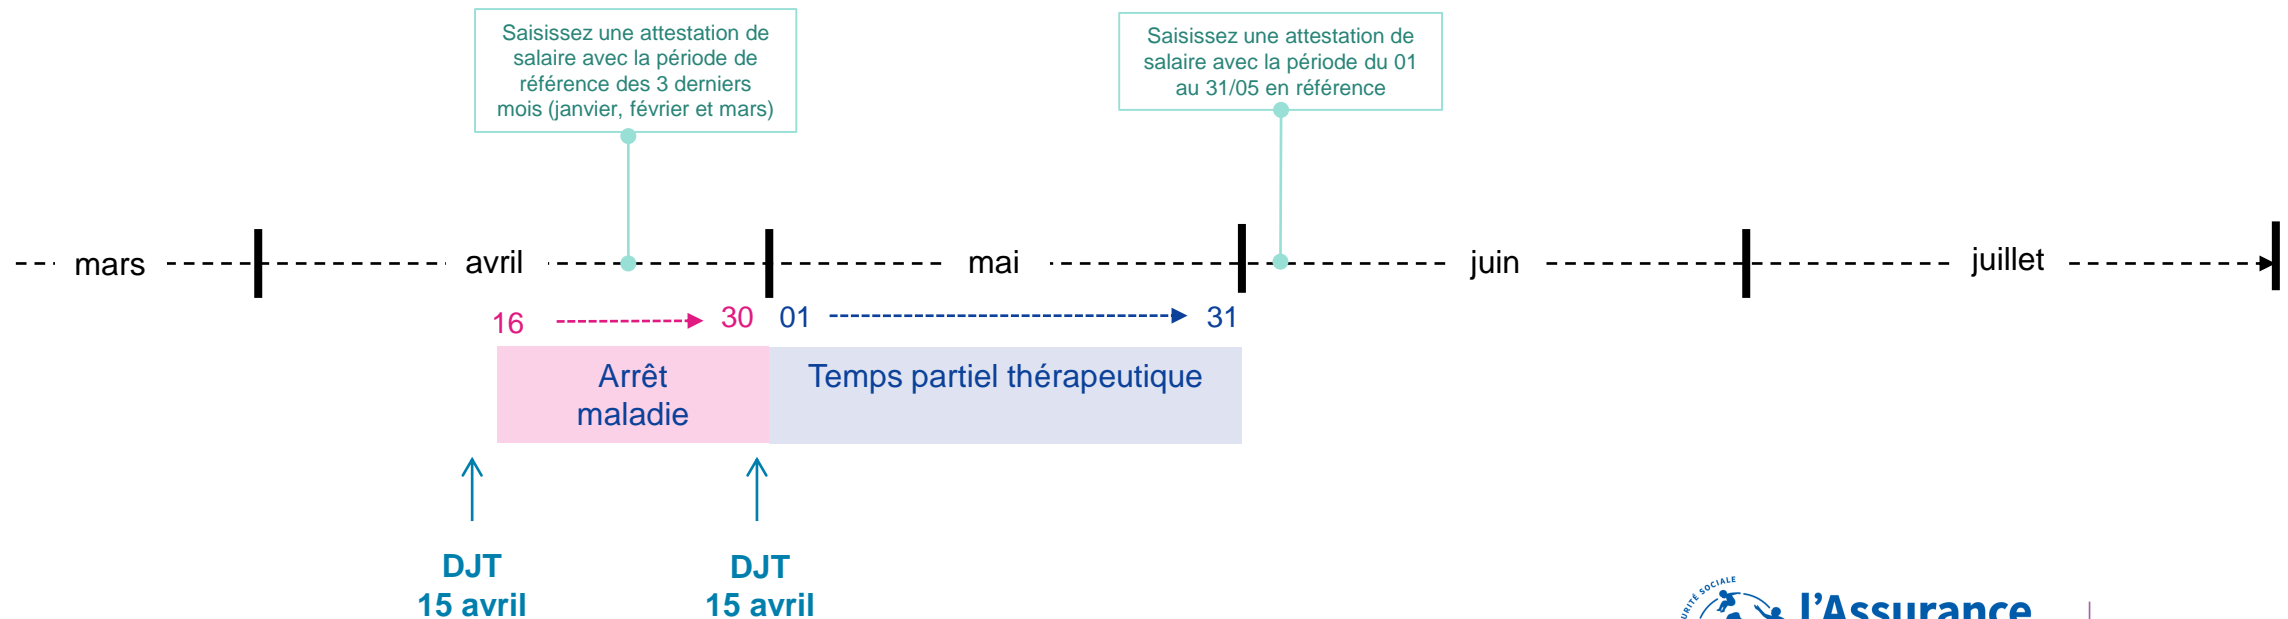 Saisissez une attestation de
salaire avec la période de
référence des 3 derniers
mois (janvier, février et mars)
Saisissez une attestation de
salaire avec la période du 01
au 31/05 en référence
mars avril mai juin juillet
16 30 01 31
Arrêt
maladie
Temps partiel thérapeutique
DJT
15 avril
DJT
15 avril
SOCIALE
l'Assurance